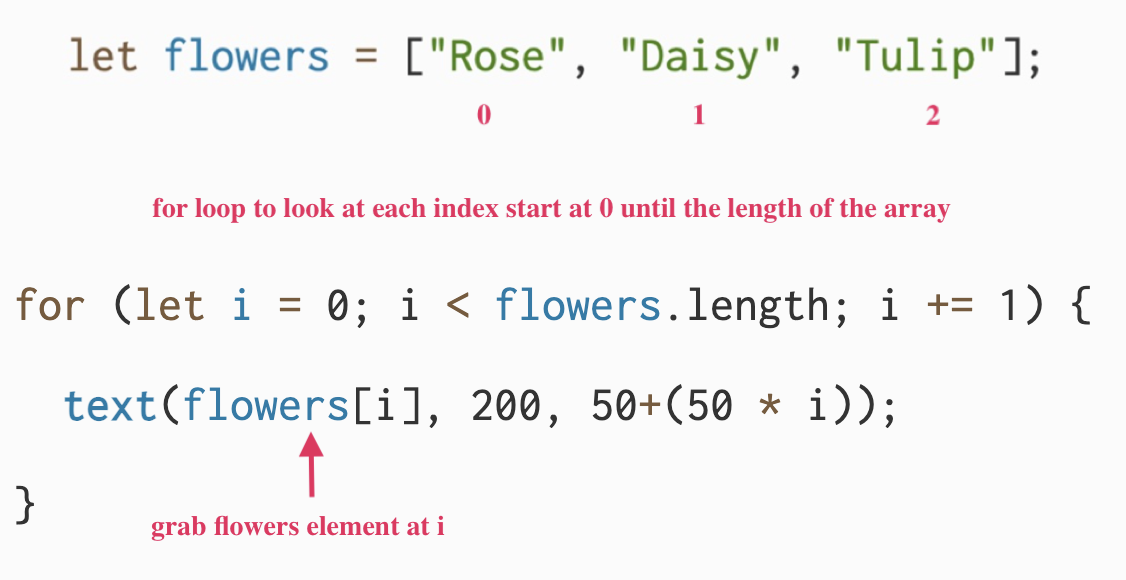 let flowers = ["Rose", "Daisy", "Tulip"];
0 1 2
for loop to look at each index start at 0 until the length of the array
for (let i = 0; i < flowers.length; i += 1) {
text(flowers[i], 200, 50+(50 * i));
}
grab flowers element at i